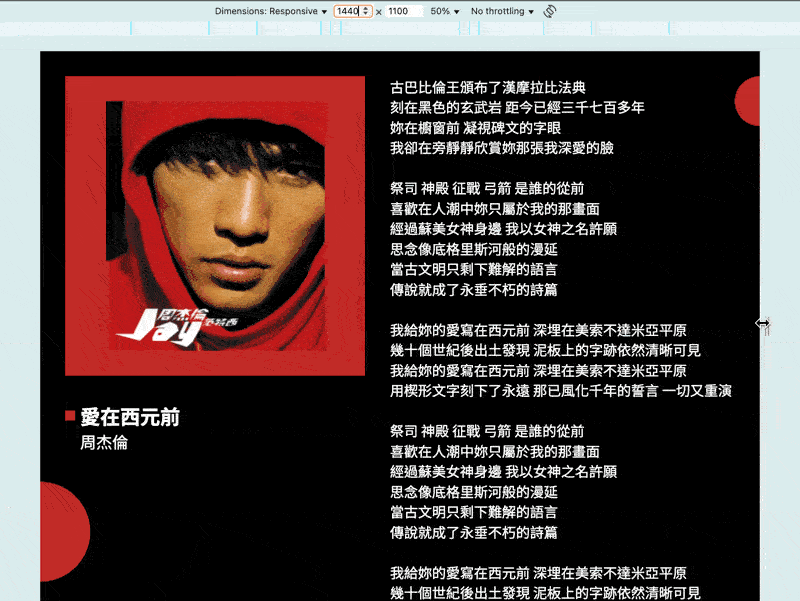 Dimensions: Responsive ▼ 1440 × 1100 50% ▼ No throttling ▼
周杰倫
范特西
Jay
愛在西元前
周杰倫
古巴比倫王頒布了漢摩拉比法典
刻在黑色的玄武岩 距今已經三千七百多年
妳在櫥窗前 凝視碑文的字眼
我卻在旁靜靜欣賞妳那張我深愛的臉
祭司 神殿 征戰 弓箭 是誰的從前
喜歡在人潮中妳只屬於我的那畫面
經過蘇美女神身邊 我以女神之名許願
思念像底格里斯河般的漫延
當古文明只剩下難解的語言
傳說就成了永垂不朽的詩篇
我給妳的愛寫在西元前 深埋在美索不達米亞平原
幾十個世紀後出土發現 泥板上的字跡依然清晰可見
我給妳的愛寫在西元前 深埋在美索不達米亞平原
用楔形文字刻下了永遠 那已風化千年的誓言 一切又重演
祭司 神殿 征戰 弓箭 是誰的從前
喜歡在人潮中妳只屬於我的那畫面
經過蘇美女神身邊 我以女神之名許願
思念像底格里斯河般的漫延
當古文明只剩下難解的語言
傳說就成了永垂不朽的詩篇
我給妳的愛寫在西元前 深埋在美索不達米亞平原
幾十個世紀後出土發現 泥板上的字跡依然清晰可見